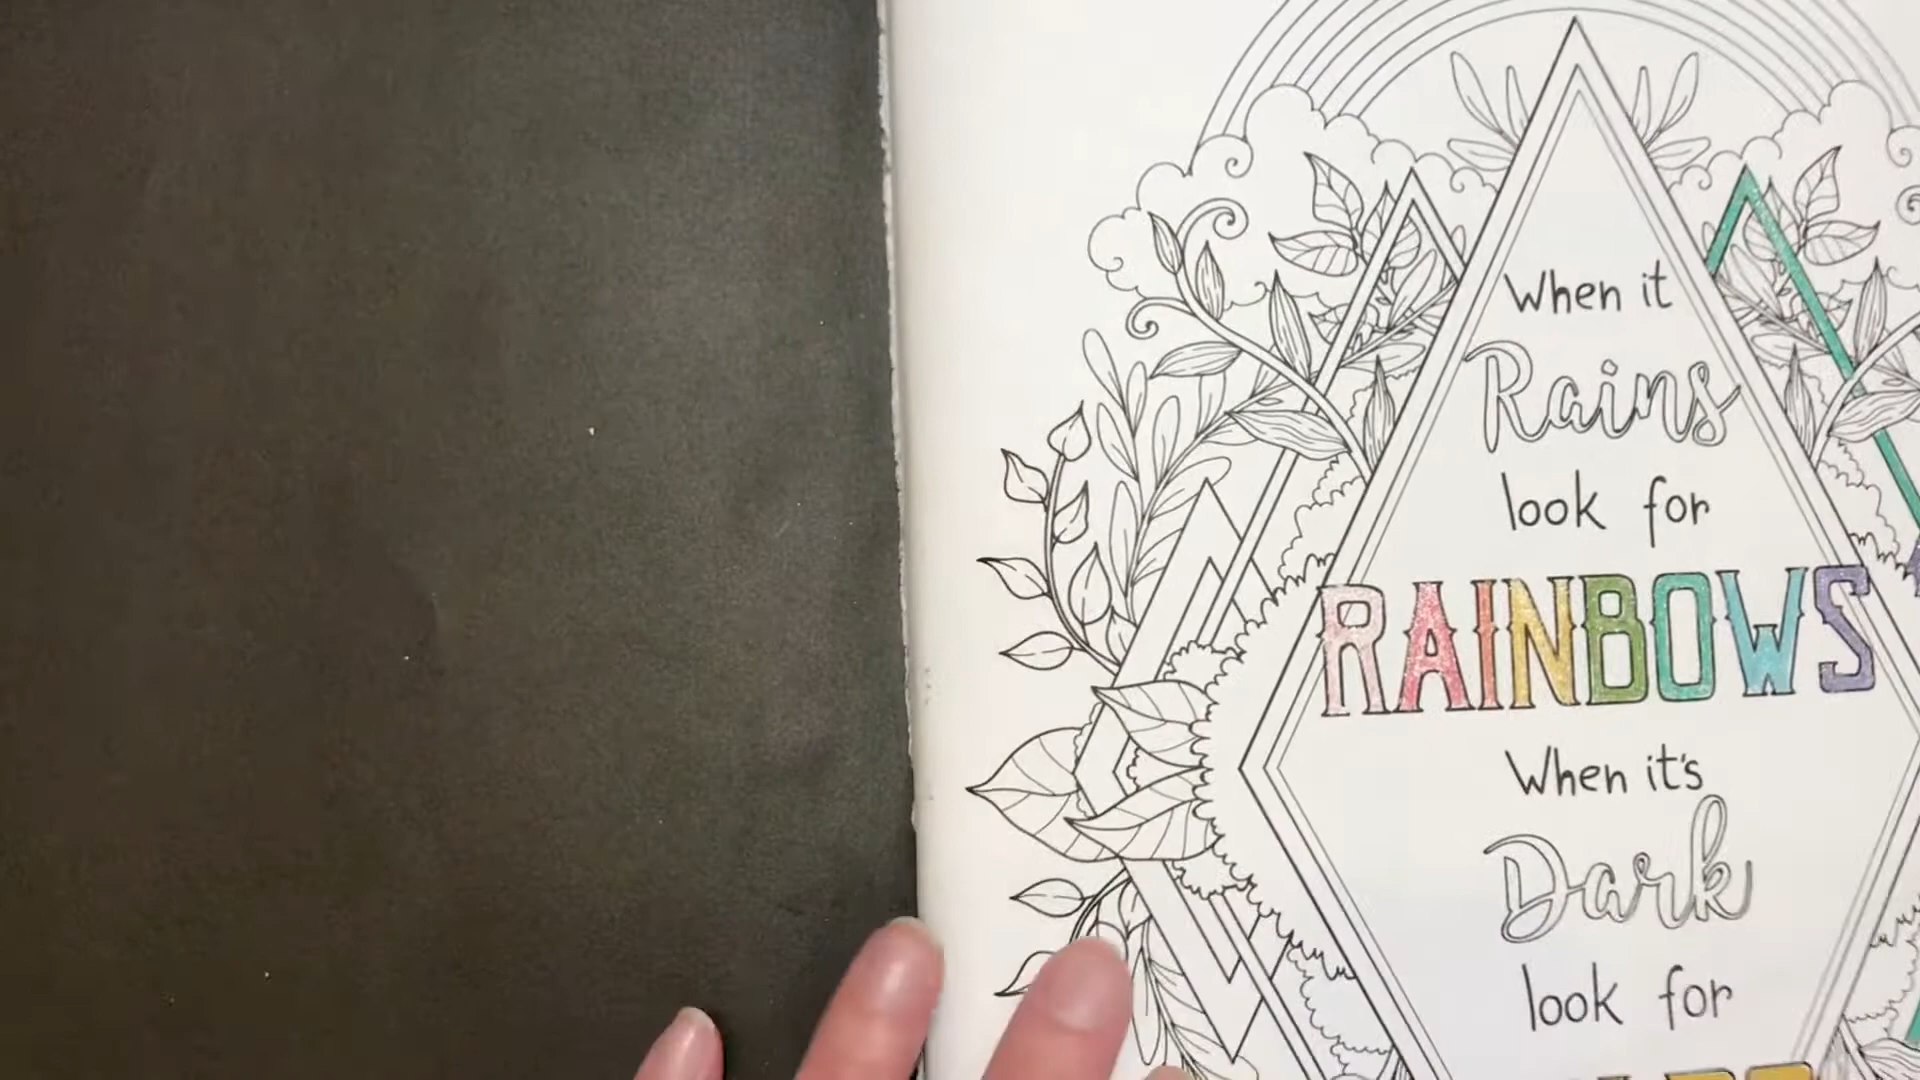 When it
Rains
look for
RAINBOWS
When it's
Dark
look for